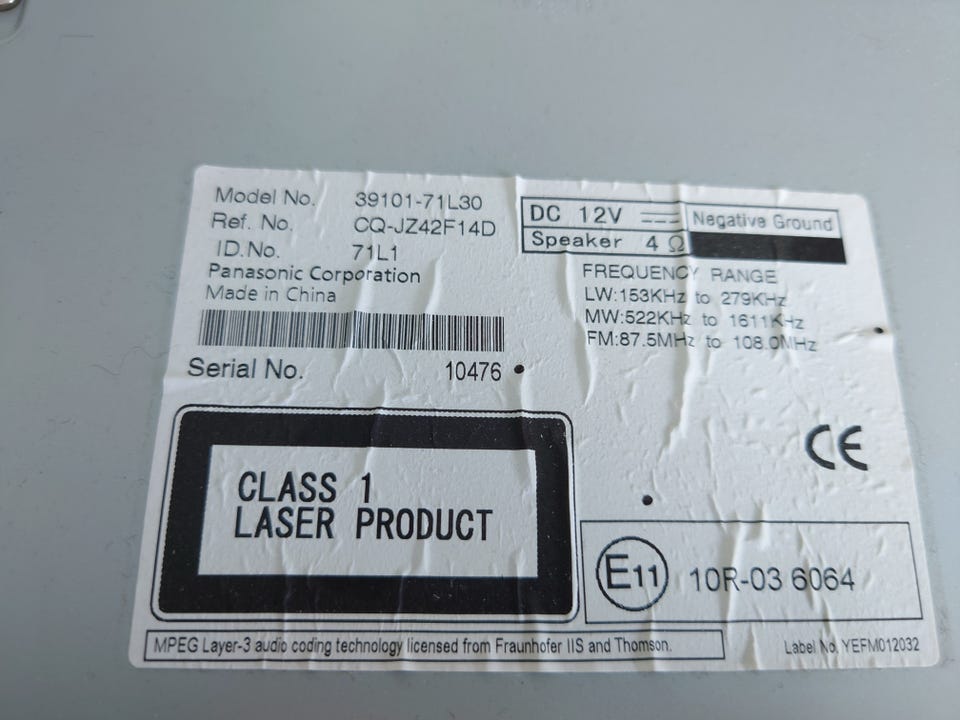 Model No. 39101-71L30
Ref. No. CQ-JZ42F14D
ID.No. 71L1
Panasonic Corporation
Made in China
Serial No. 10476
DC 12V Negative Ground
Speaker 4 Ω
FREQUENCY RANGE
LW:153KHz to 279KHz
MW:522KHz to 1611KHz
FM:87.5MHz to 108.0MHz
CE
CLASS 1
LASER PRODUCT
E11 10R-03 6064
MPEG Layer-3 audio coding technology licensed from Fraunhofer IIS and Thomson.
Label No. YEFM012032